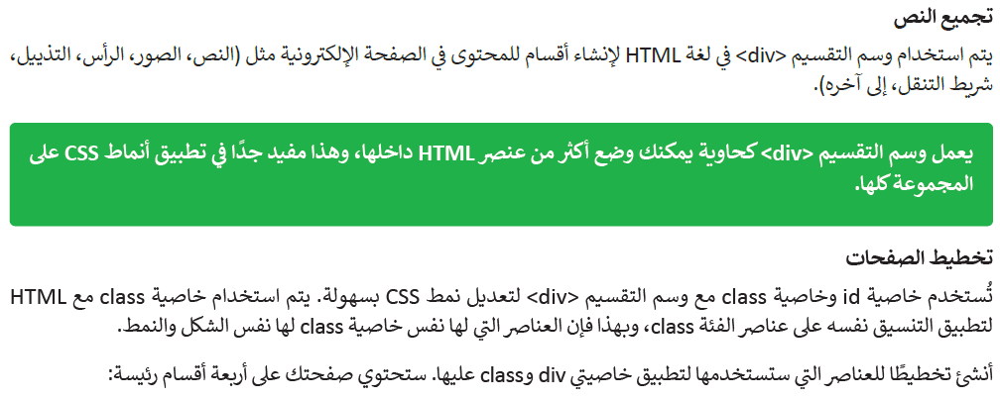 تجميع النص
يتم استخدام وسم التقسيم <div> في لغة HTML لإنشاء أقسام للمحتوى في الصفحة الإلكترونية مثل (النص، الصور، الرأس، التذييل،
شريط التنقل، إلى آخره).
يعمل وسم التقسيم <div> كحاوية يمكنك وضع أكثر من عنصر HTML داخلها، وهذا مفيد جدًا في تطبيق أنماط CSS على
المجموعة كلها.
تخطيط الصفحات
تُستخدم خاصية id وخاصية class مع وسم التقسيم <div> لتعديل نمط CSS بسهولة. يتم استخدام خاصية class مع HTML
لتطبيق التنسيق نفسه على عناصر الفئة class، وبهذا فإن العناصر التي لها نفس خاصية class لها نفس الشكل والنمط.
أنشئ تخطيطًا للعناصر التي ستستخدمها لتطبيق خاصيتي div وclass عليها. ستحتوي صفحتك على أربعة أقسام رئيسة: